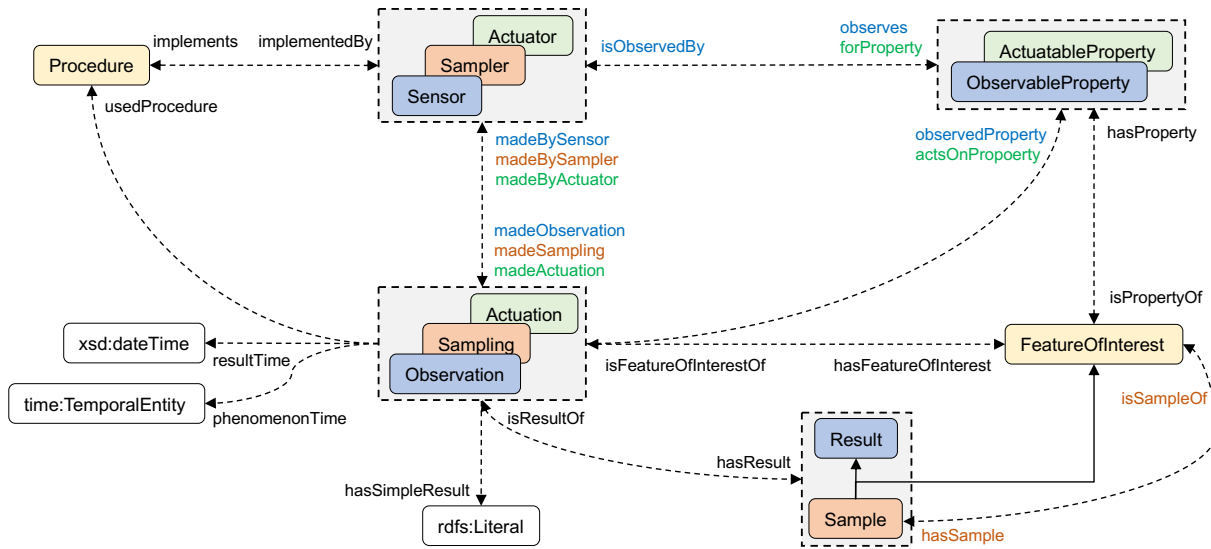 Actuator
implements
implementedBy
isObservedBy
observes
forProperty
ActuatableProperty
Procedure
Sampler
ObservableProperty
Sensor
usedProcedure
madeBySensor
madeBySampler
madeByActuator
observedProperty
actsOnPropoerty
hasProperty
madeObservation
madeSampling
madeActuation
isPropertyOf
Actuation
xsd:dateTime
Sampling
FeatureOfInterest
resultTime
Observation
isFeatureOfInterestOf
hasFeatureOfInterest
time:TemporalEntity
phenomenonTime
isResultOf
isSampleOf
Result
hasResult
hasSimpleResult
rdfs:Literal
Sample
hasSample